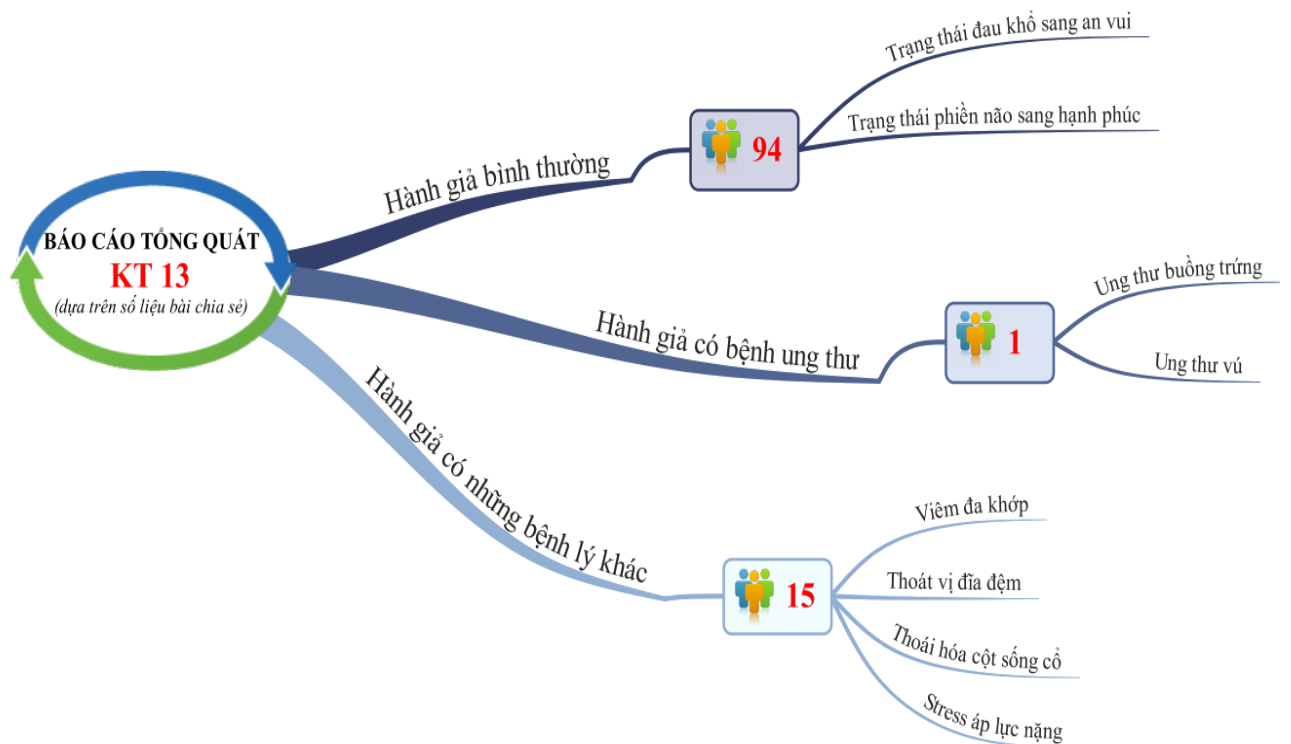 BÁO CÁO TỔNG QUÁT
KT 13
(dựa trên số liệu bài chia sẻ)
Hành giả bình thường
94
Trạng thái đau khổ sang an vui
Trạng thái phiền não sang hạnh phúc
Hành giả có bệnh ung thư
1
Ung thư buồng trứng
Ung thư vú
Hành giả có những bệnh lý khác
15
Viêm đa khớp
Thoát vị đĩa đệm
Thoái hóa cột sống cổ
Stress áp lực nặng